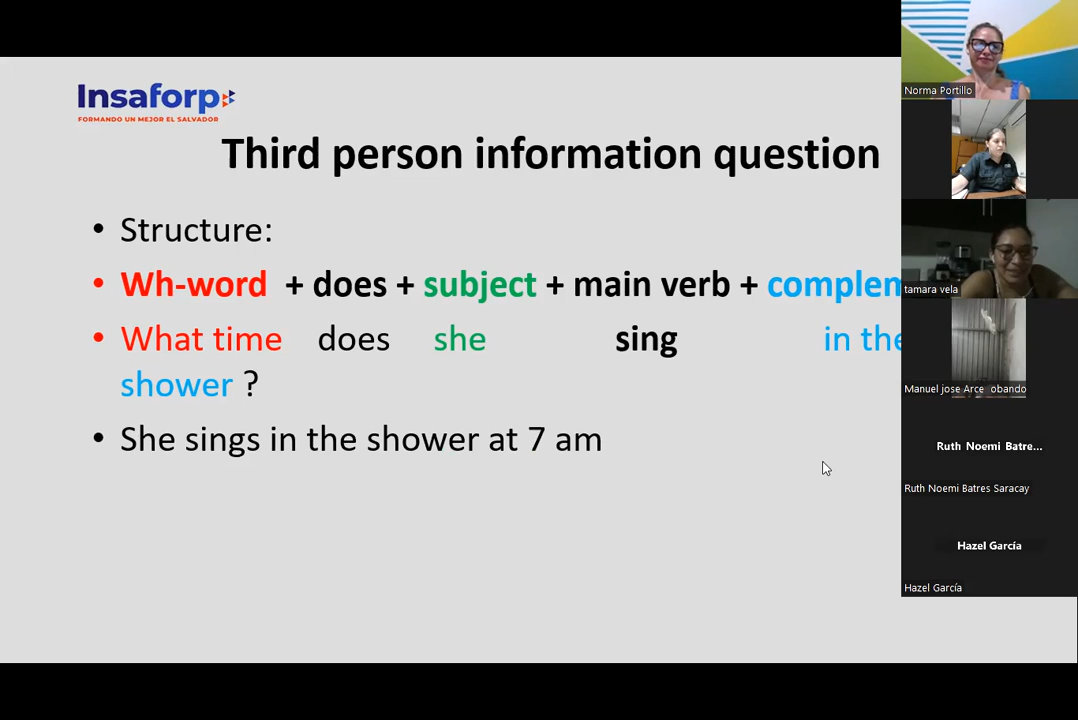 Insaforp
FORMANDO UN MEJOR EL SALVADOR
Third person information question
• Structure:
• Wh-word + does + subject + main verb + complem
• What time does she sing in the
shower ?
• She sings in the shower at 7 am
Norma Portillo
tamara vela
Manuel jose Arce obando
Ruth Noemi Batres...
Ruth Noemi Batres Saracay
Hazel García
Hazel García